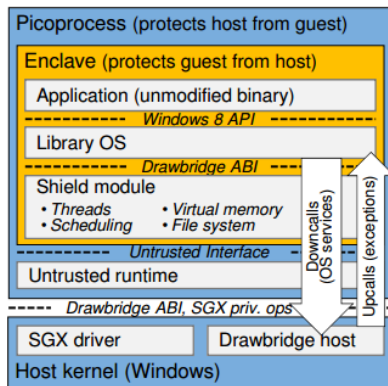 Picoprocess (protects host from guest)
Enclave (protects guest from host)
Application (unmodified binary)
Windows 8 API
Library OS
Drawbridge ABI
Shield module
• Threads • Virtual memory
• Scheduling • File system
Downcalls
(OS services)
Upcalls (exceptions)
Untrusted Interface
Untrusted runtime
Drawbridge ABI, SGX priv. ops
SGX driver Drawbridge host
Host kernel (Windows)